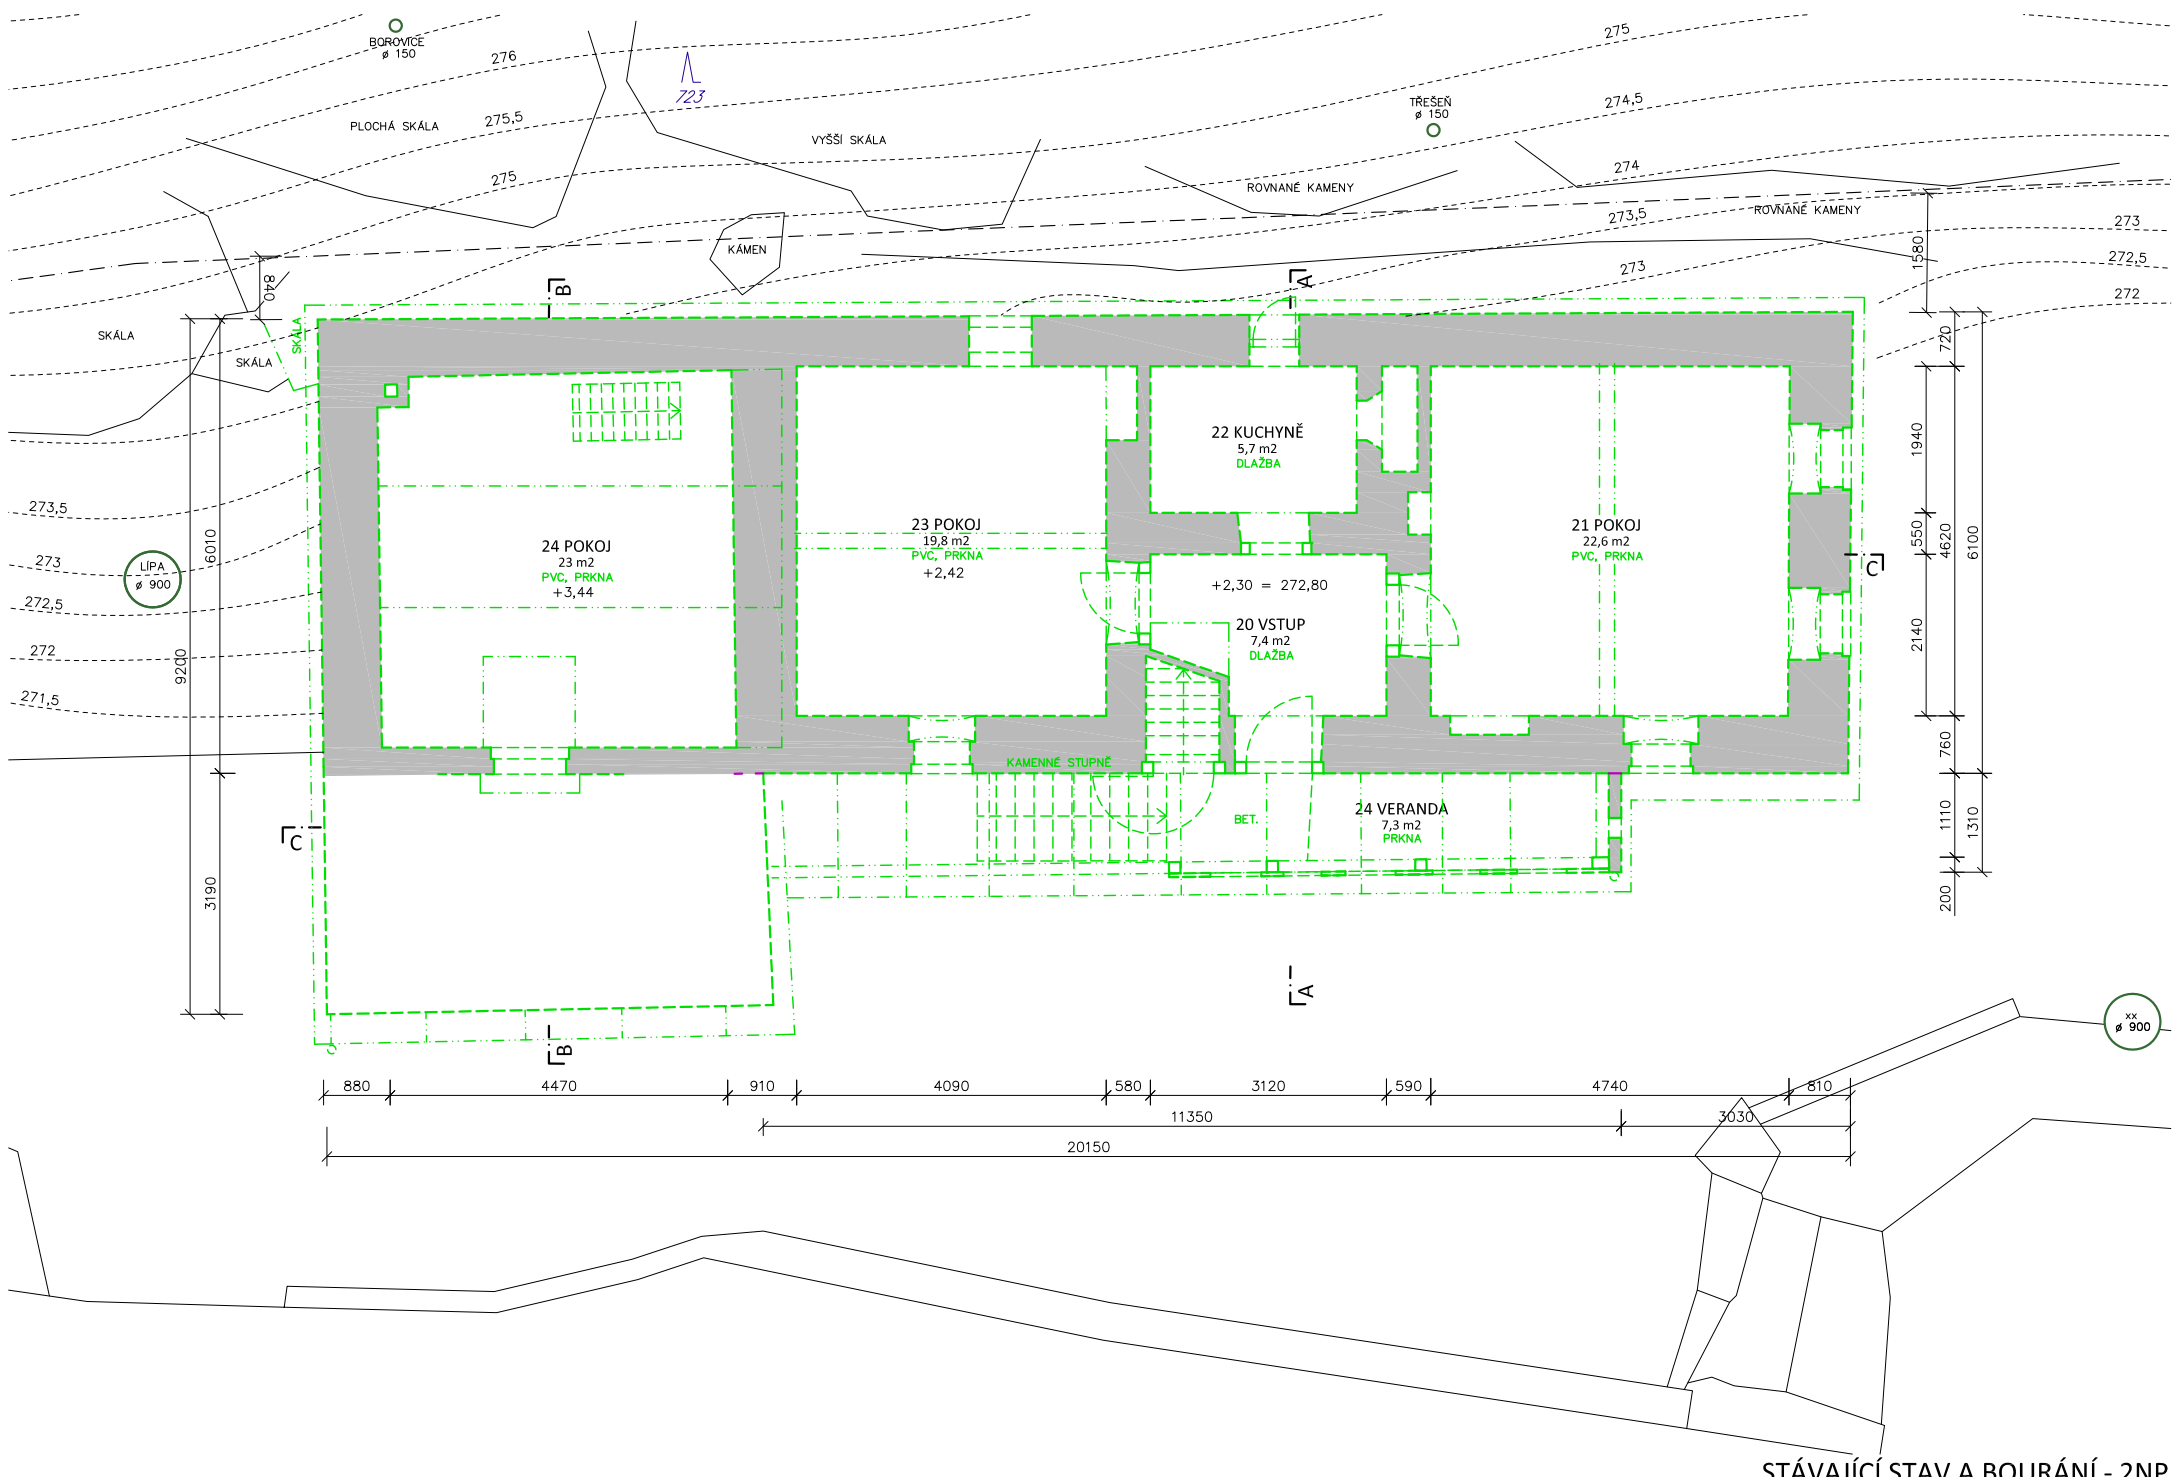 BOROVICE
ø 150
276
723
275
PLOCHÁ SKÁLA
275,5
VYŠŠÍ SKÁLA
TŘEŠEŇ
ø 150
274,5
275
ROVNANÉ KAMENY
274
ROVNANÉ KAMENY
273,5
273
KÁMEN
1580
273
272,5
272
840
B
A
SKÁLA
SKÁLA
SKÁLA
720
22 KUCHYNĚ
5,7 m2
DLAŽBA
1940
273,5
273
272,5
272
271,5
LÍPA
ø 900
6010
9200
3190
24 POKOJ
23 m2
PVC, PRKNA
+3,44
23 POKOJ
19,8 m2
PVC, PRKNA
+2,42
21 POKOJ
22,6 m2
PVC, PRKNA
+2,30 = 272,80
20 VSTUP
7,4 m2
DLAŽBA
550
4620
6100
C
2140
760
KAMENNÉ STUPNĚ
BET.
24 VERANDA
7,3 m2
PRKNA
1110
1310
200
C
A
B
xx
ø 900
880
4470
910
4090
580
3120
590
4740
810
11350
3030
20150
STÁVAJÍCÍ STAV A BOURÁNÍ - 2NP